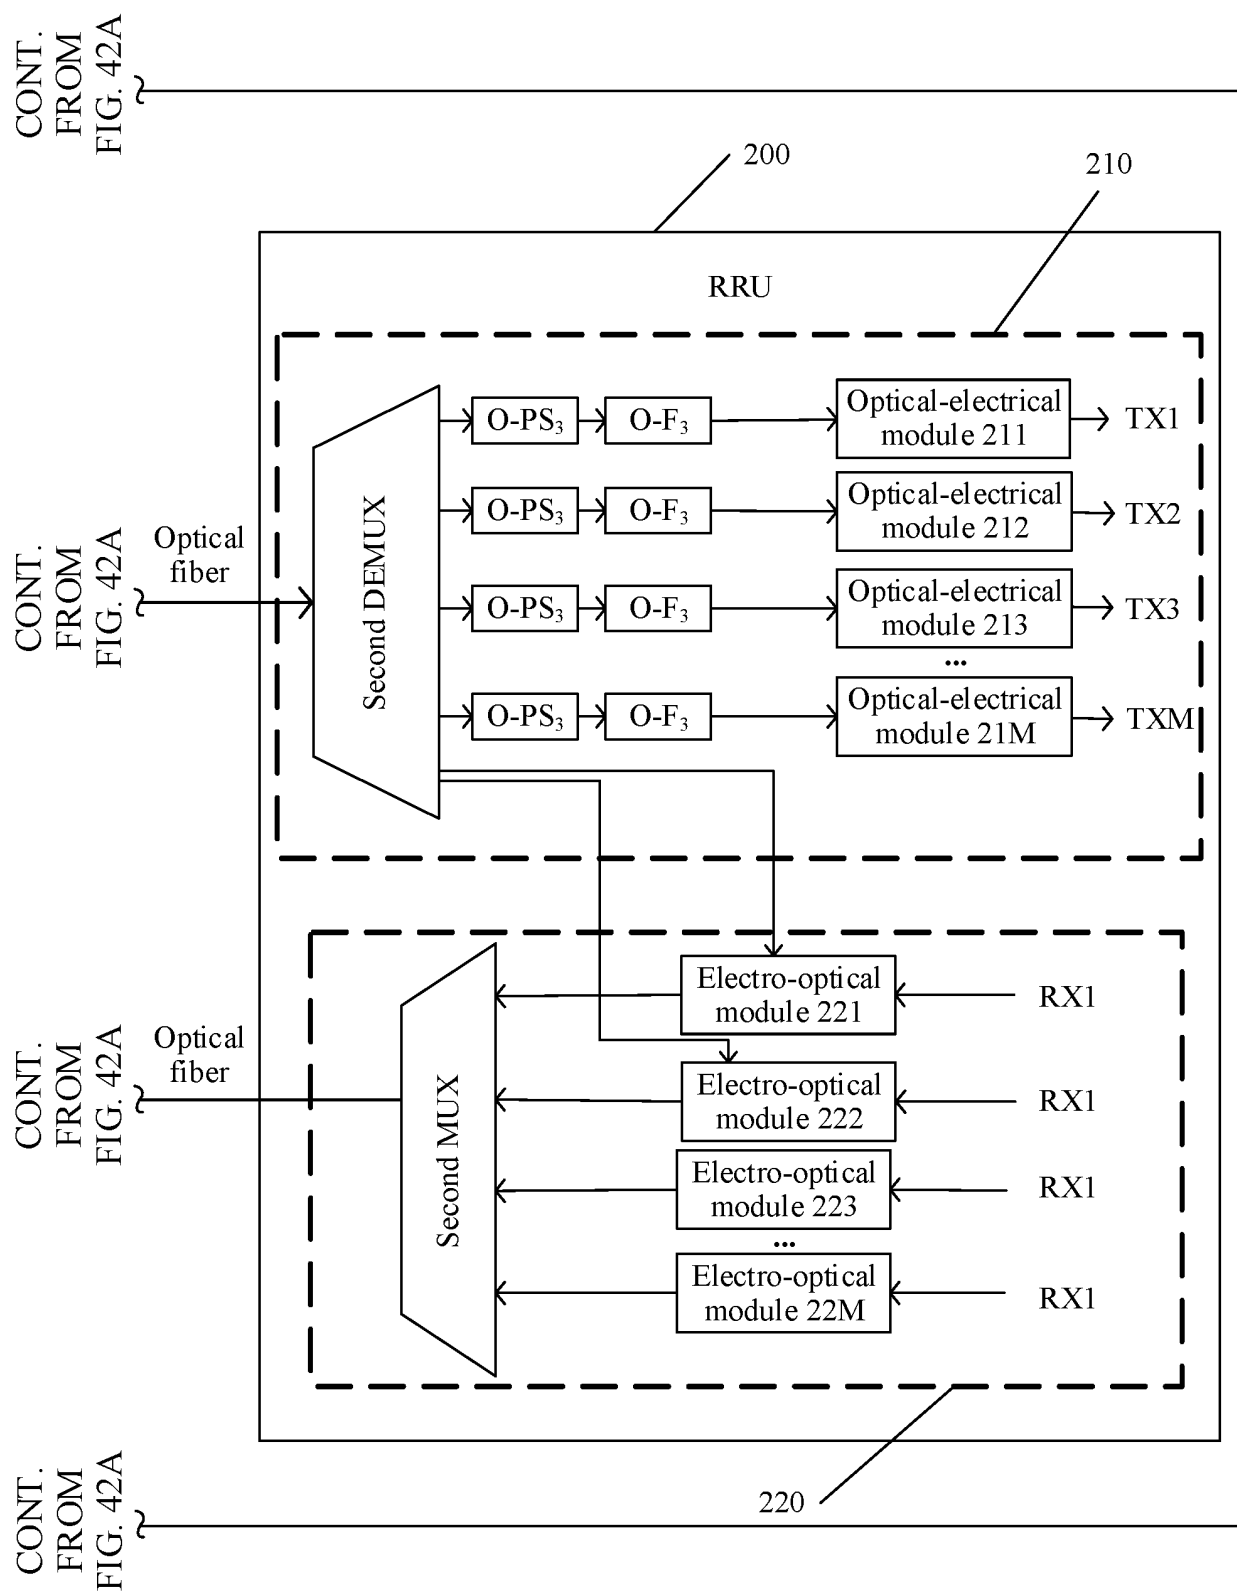 CONT.
FROM
FIG. 42A
200
210
RRU
O-PS3
O-F3
Optical-electrical
module 211
TX1
O-PS3
O-F3
Optical-electrical
module 212
TX2
CONT.
FROM
FIG. 42A
Optical
fiber
Second DEMUX
O-PS3
O-F3
Optical-electrical
module 213
TX3
...
O-PS3
O-F3
Optical-electrical
module 21M
TXM
Electro-optical
module 221
RX1
CONT.
FROM
FIG. 42A
Optical
fiber
Second MUX
Electro-optical
module 222
RX1
Electro-optical
module 223
RX1
...
Electro-optical
module 22M
RX1
220
CONT.
FROM
FIG. 42A